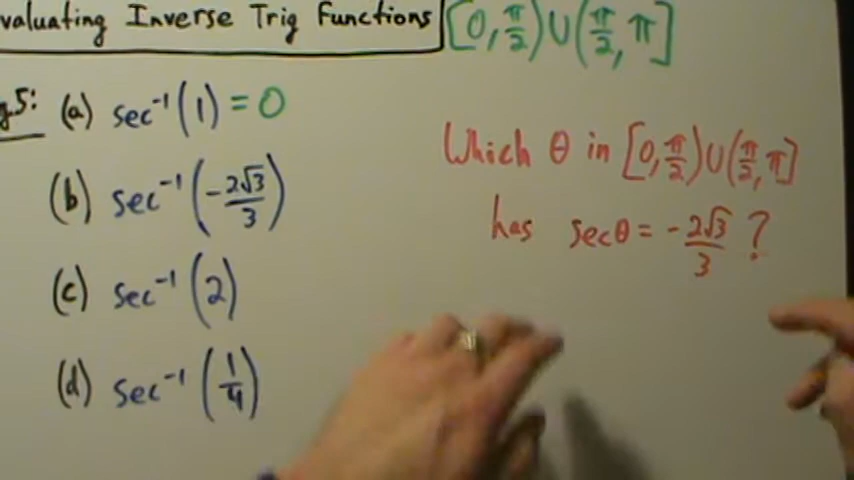 valuating Inverse Trig Functions [0, π/2) ∪ (π/2, π]
g.5: (a) sec⁻¹(1) = 0
Which θ in [0, π/2) ∪ (π/2, π]
(b) sec⁻¹(-2√3/3)
has secθ = -2√3/3 ?
(c) sec⁻¹(2)
(d) sec⁻¹(1/4)